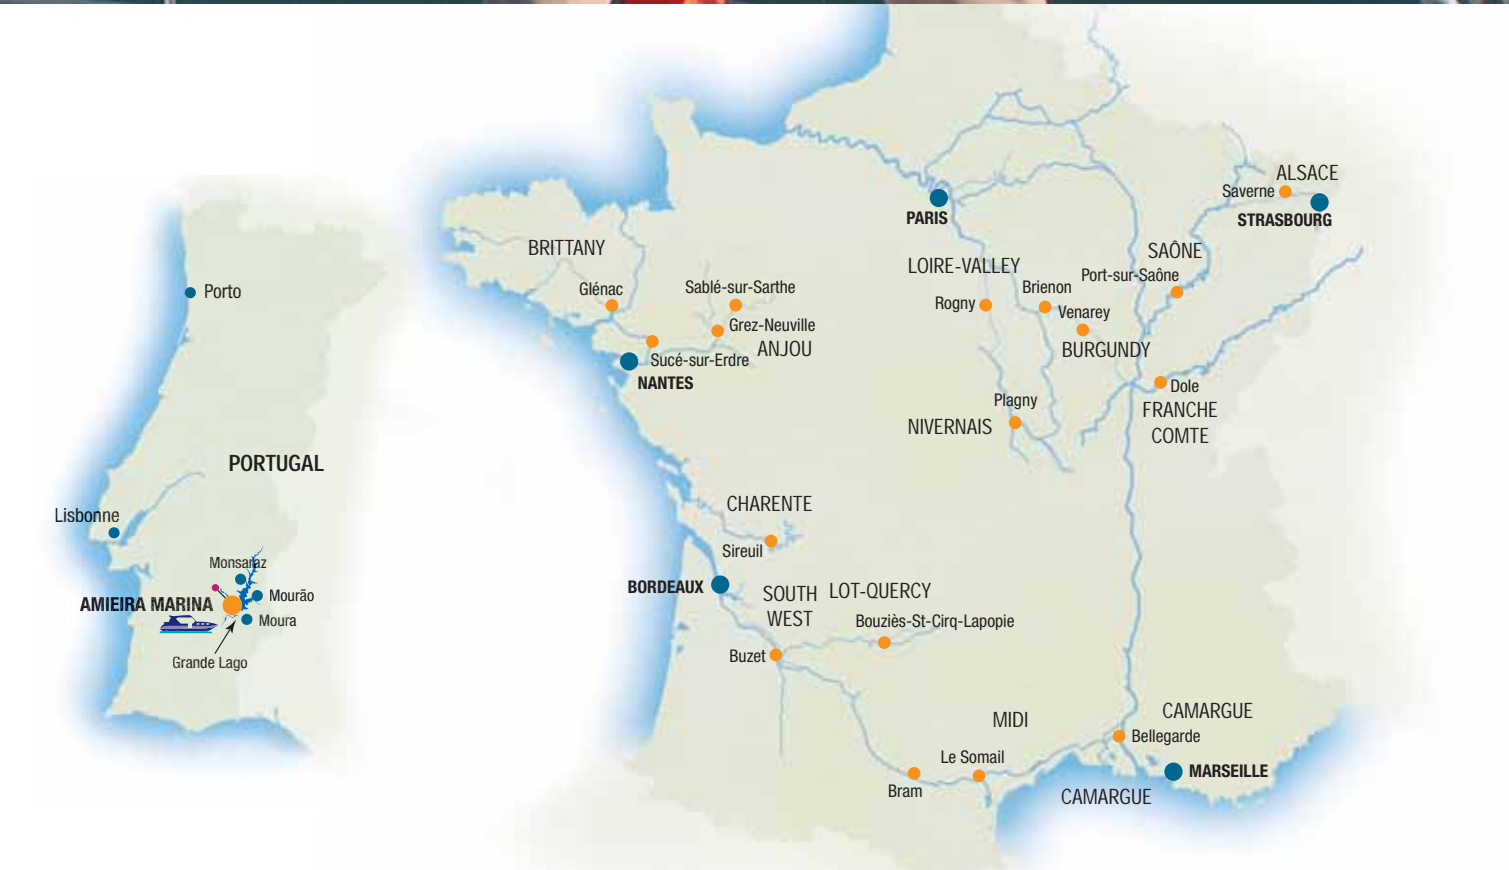 Porto
PORTUGAL
Lisbonne
Monsaraz
AMIEIRA MARINA
Mourão
Moura
Grande Lago
BRITTANY
Glénac
Sablé-sur-Sarthe
Grez-Neuville
ANJOU
Sucé-sur-Erdre
NANTES
PARIS
ALSACE
Saverne
STRASBOURG
SAÔNE
LOIRE-VALLEY
Port-sur-Saône
Brienon
Rogny
Venarey
BURGUNDY
Dole
Plagny
FRANCHE
COMTE
NIVERNAIS
CHARENTE
Sireuil
BORDEAUX
SOUTH
WEST
LOT-QUERCY
Bouziès-St-Cirq-Lapopie
Buzet
MIDI
CAMARGUE
Bellegarde
Le Somail
Bram
MARSEILLE
CAMARGUE